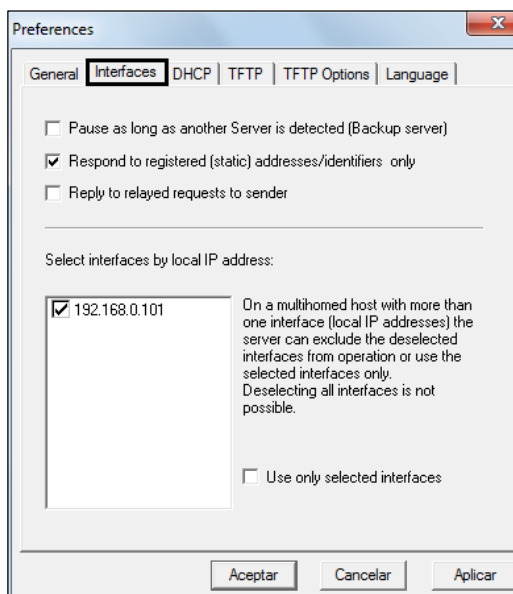 Preferences
General Interfaces DHCP TFTP TFTP Options Language
Pause as long as another Server is detected (Backup server)
Respond to registered (static) addresses/identifiers only
Reply to relayed requests to sender
Select interfaces by local IP address:
192.168.0.101
On a multihomed host with more than
one interface (local IP addresses) the
server can exclude the deselected
interfaces from operation or use the
selected interfaces only.
Deselecting all interfaces is not
possible.
Use only selected interfaces
Aceptar Cancelar Aplicar